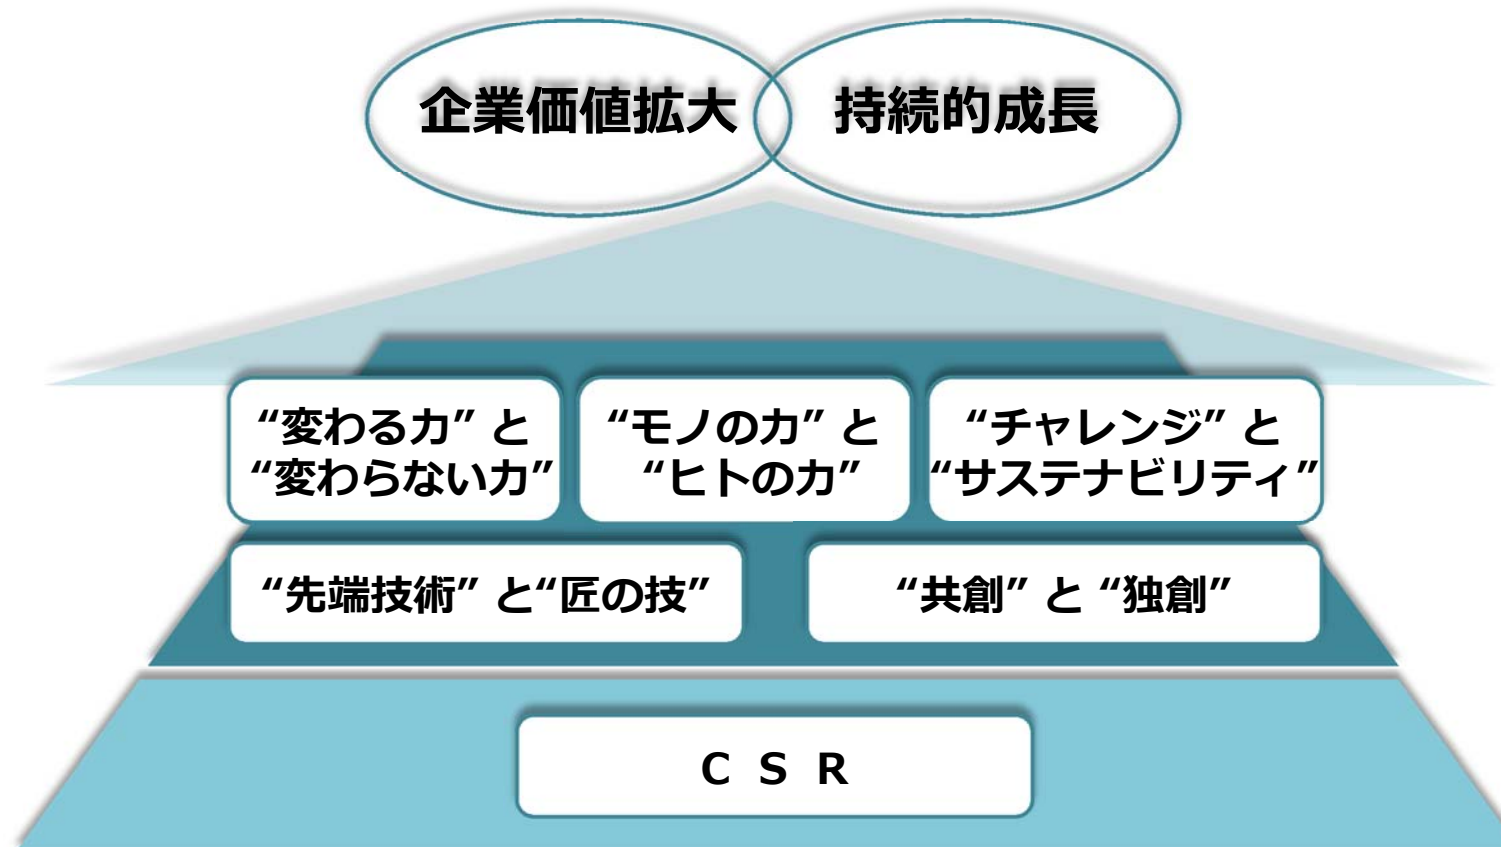 企業価値拡大
持続的成長
“変わる力” と
“変わらない力”
“モノの力” と
“ヒトの力”
“チャレンジ” と
“サステナビリティ”
“先端技術” と“匠の技”
“共創” と “独創”
C S R